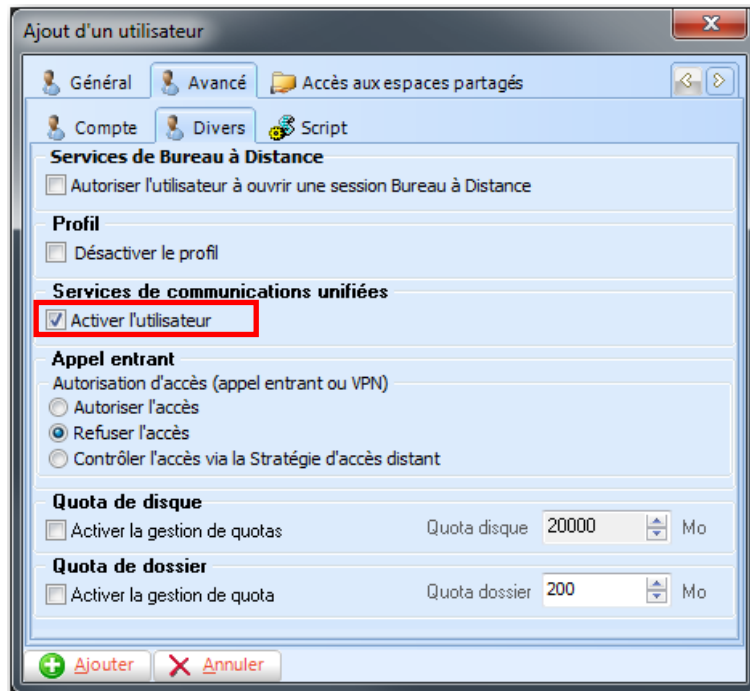 Ajout d'un utilisateur
Général Avancé Accès aux espaces partagés
Compte Divers Script
Services de Bureau à Distance
Autoriser l'utilisateur à ouvrir une session Bureau à Distance
Profil
Désactiver le profil
Services de communications unifiées
Activer l'utilisateur
Appel entrant
Autorisation d'accès (appel entrant ou VPN)
Autoriser l'accès
Refuser l'accès
Contrôler l'accès via la Stratégie d'accès distant
Quota de disque
Activer la gestion de quotas Quota disque 20000 Mo
Quota de dossier
Activer la gestion de quota Quota dossier 200 Mo
Ajouter Annuler